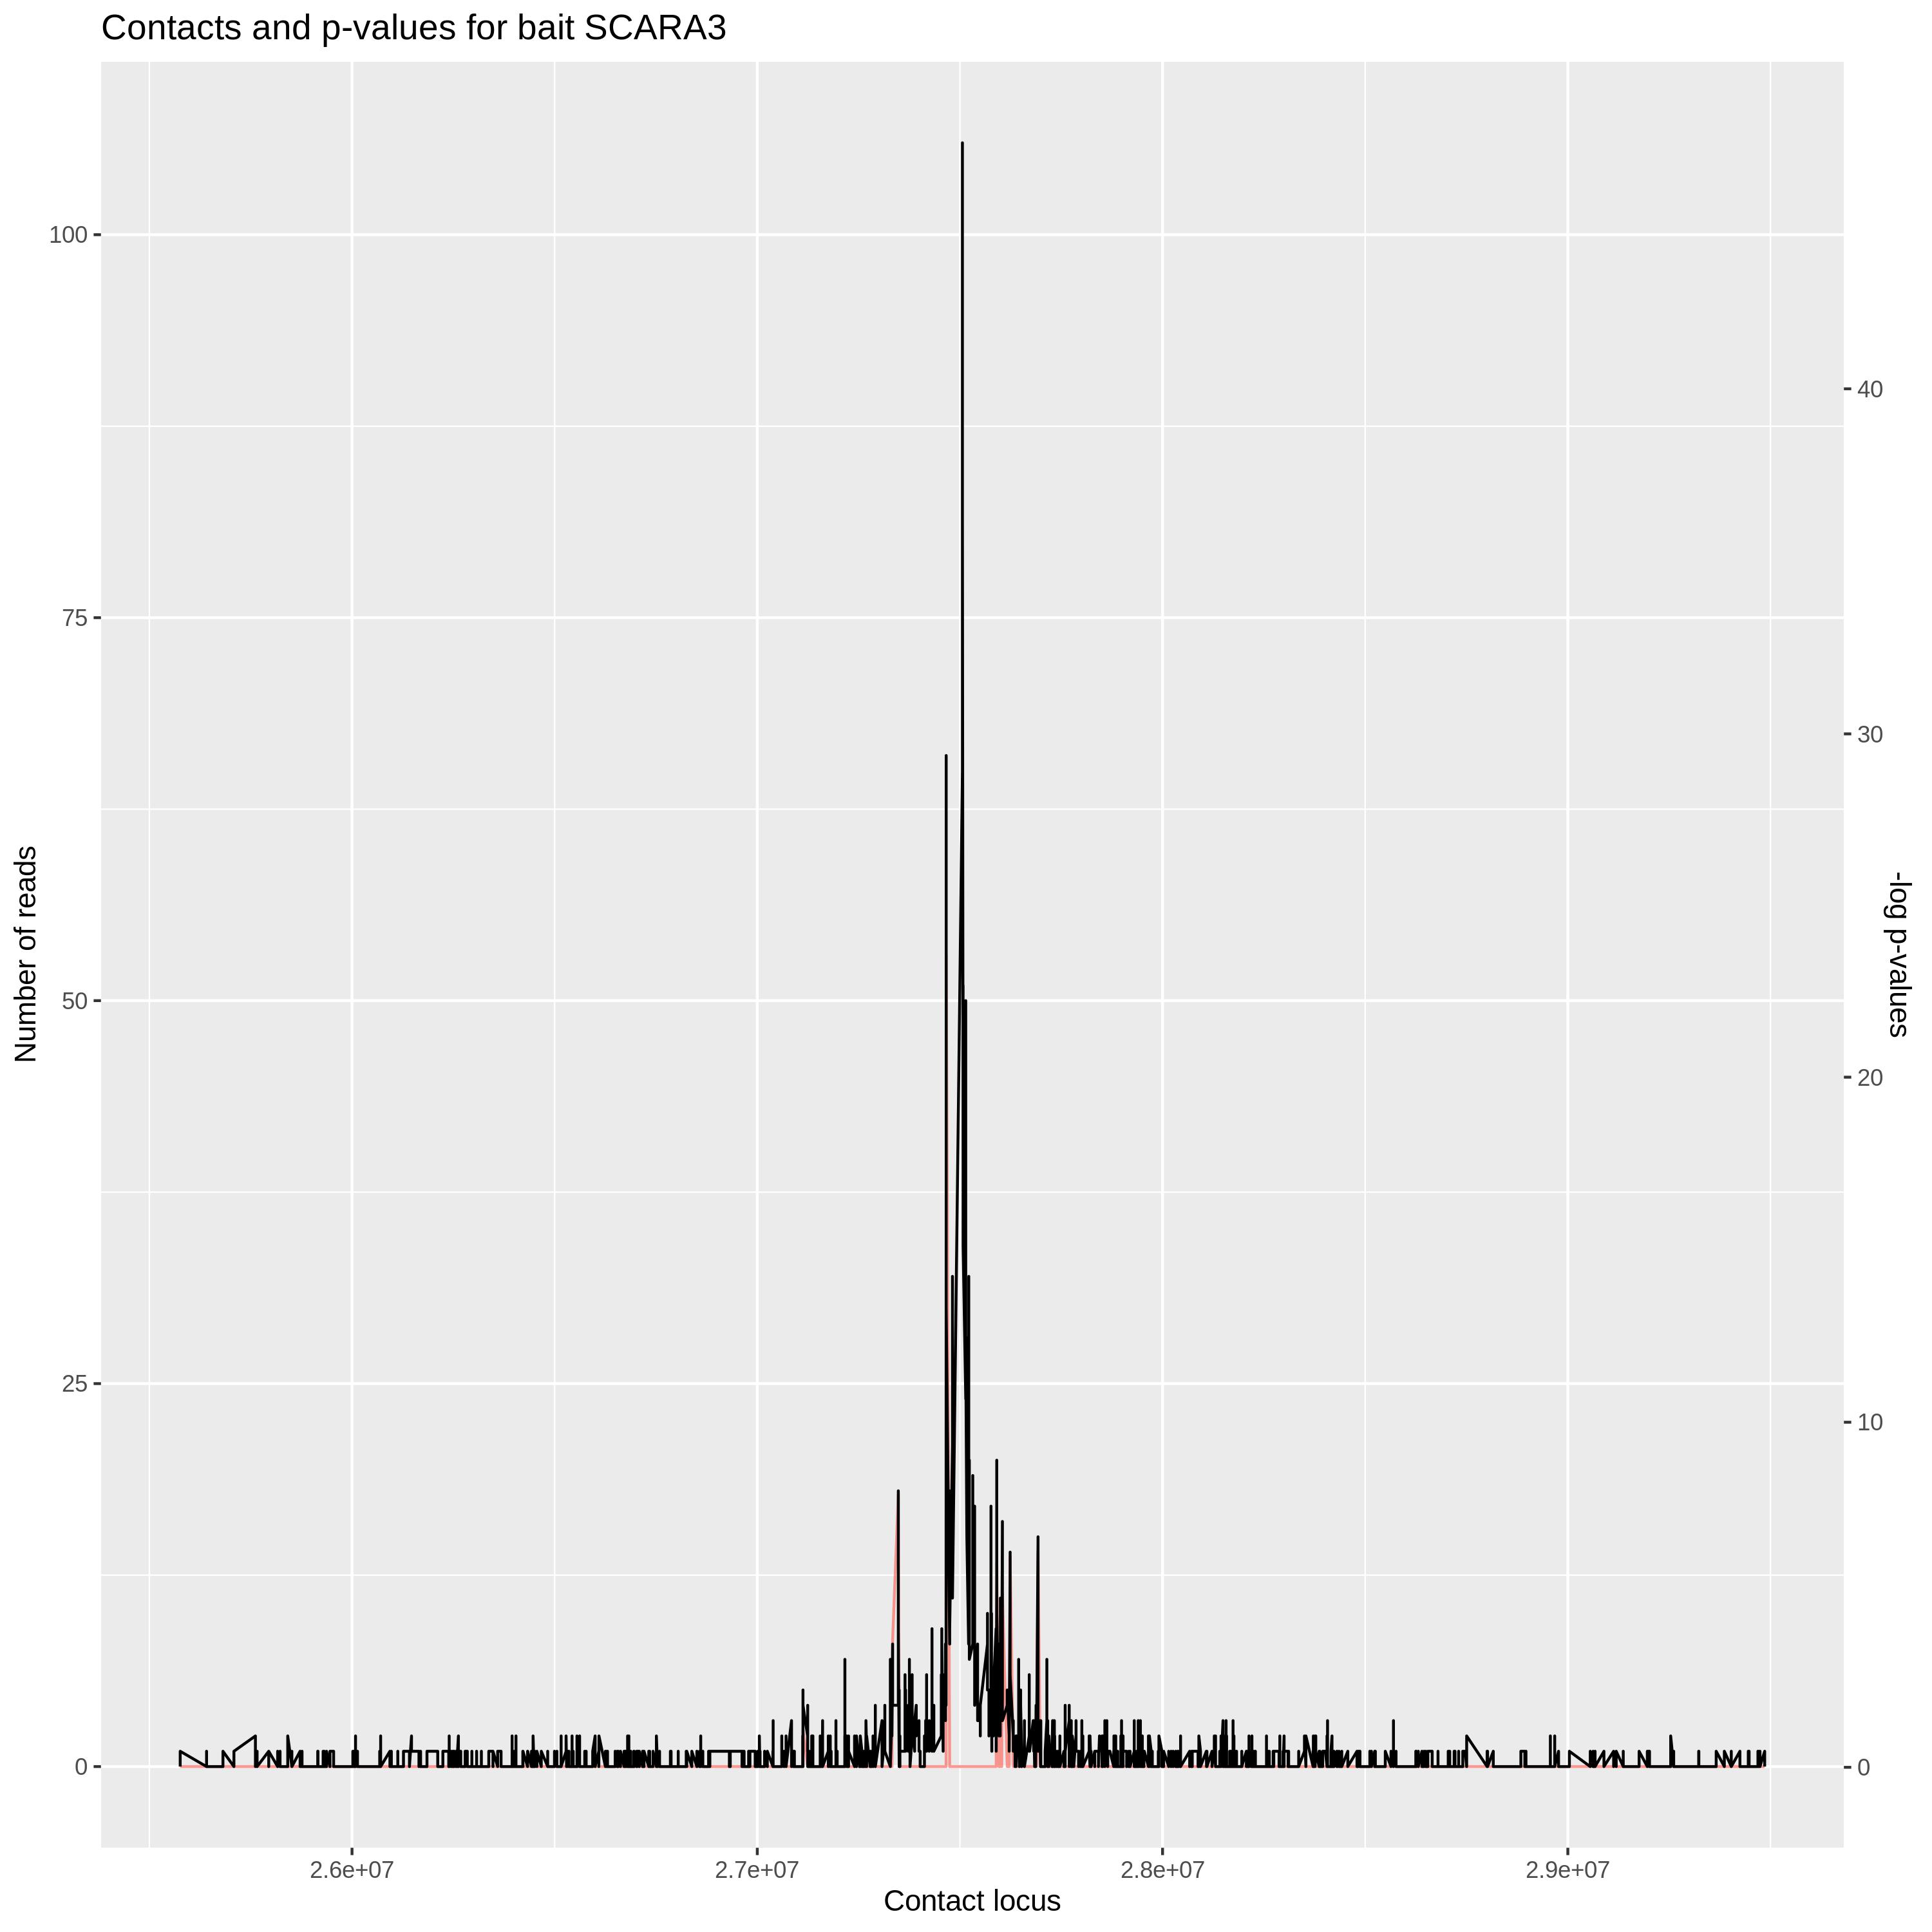 Contacts and p-values for bait SCARA3
100
75
50
25
0
Number of reads
40
30
20
10
0
-log p-values
2.6e+07 2.7e+07 2.8e+07 2.9e+07
Contact locus